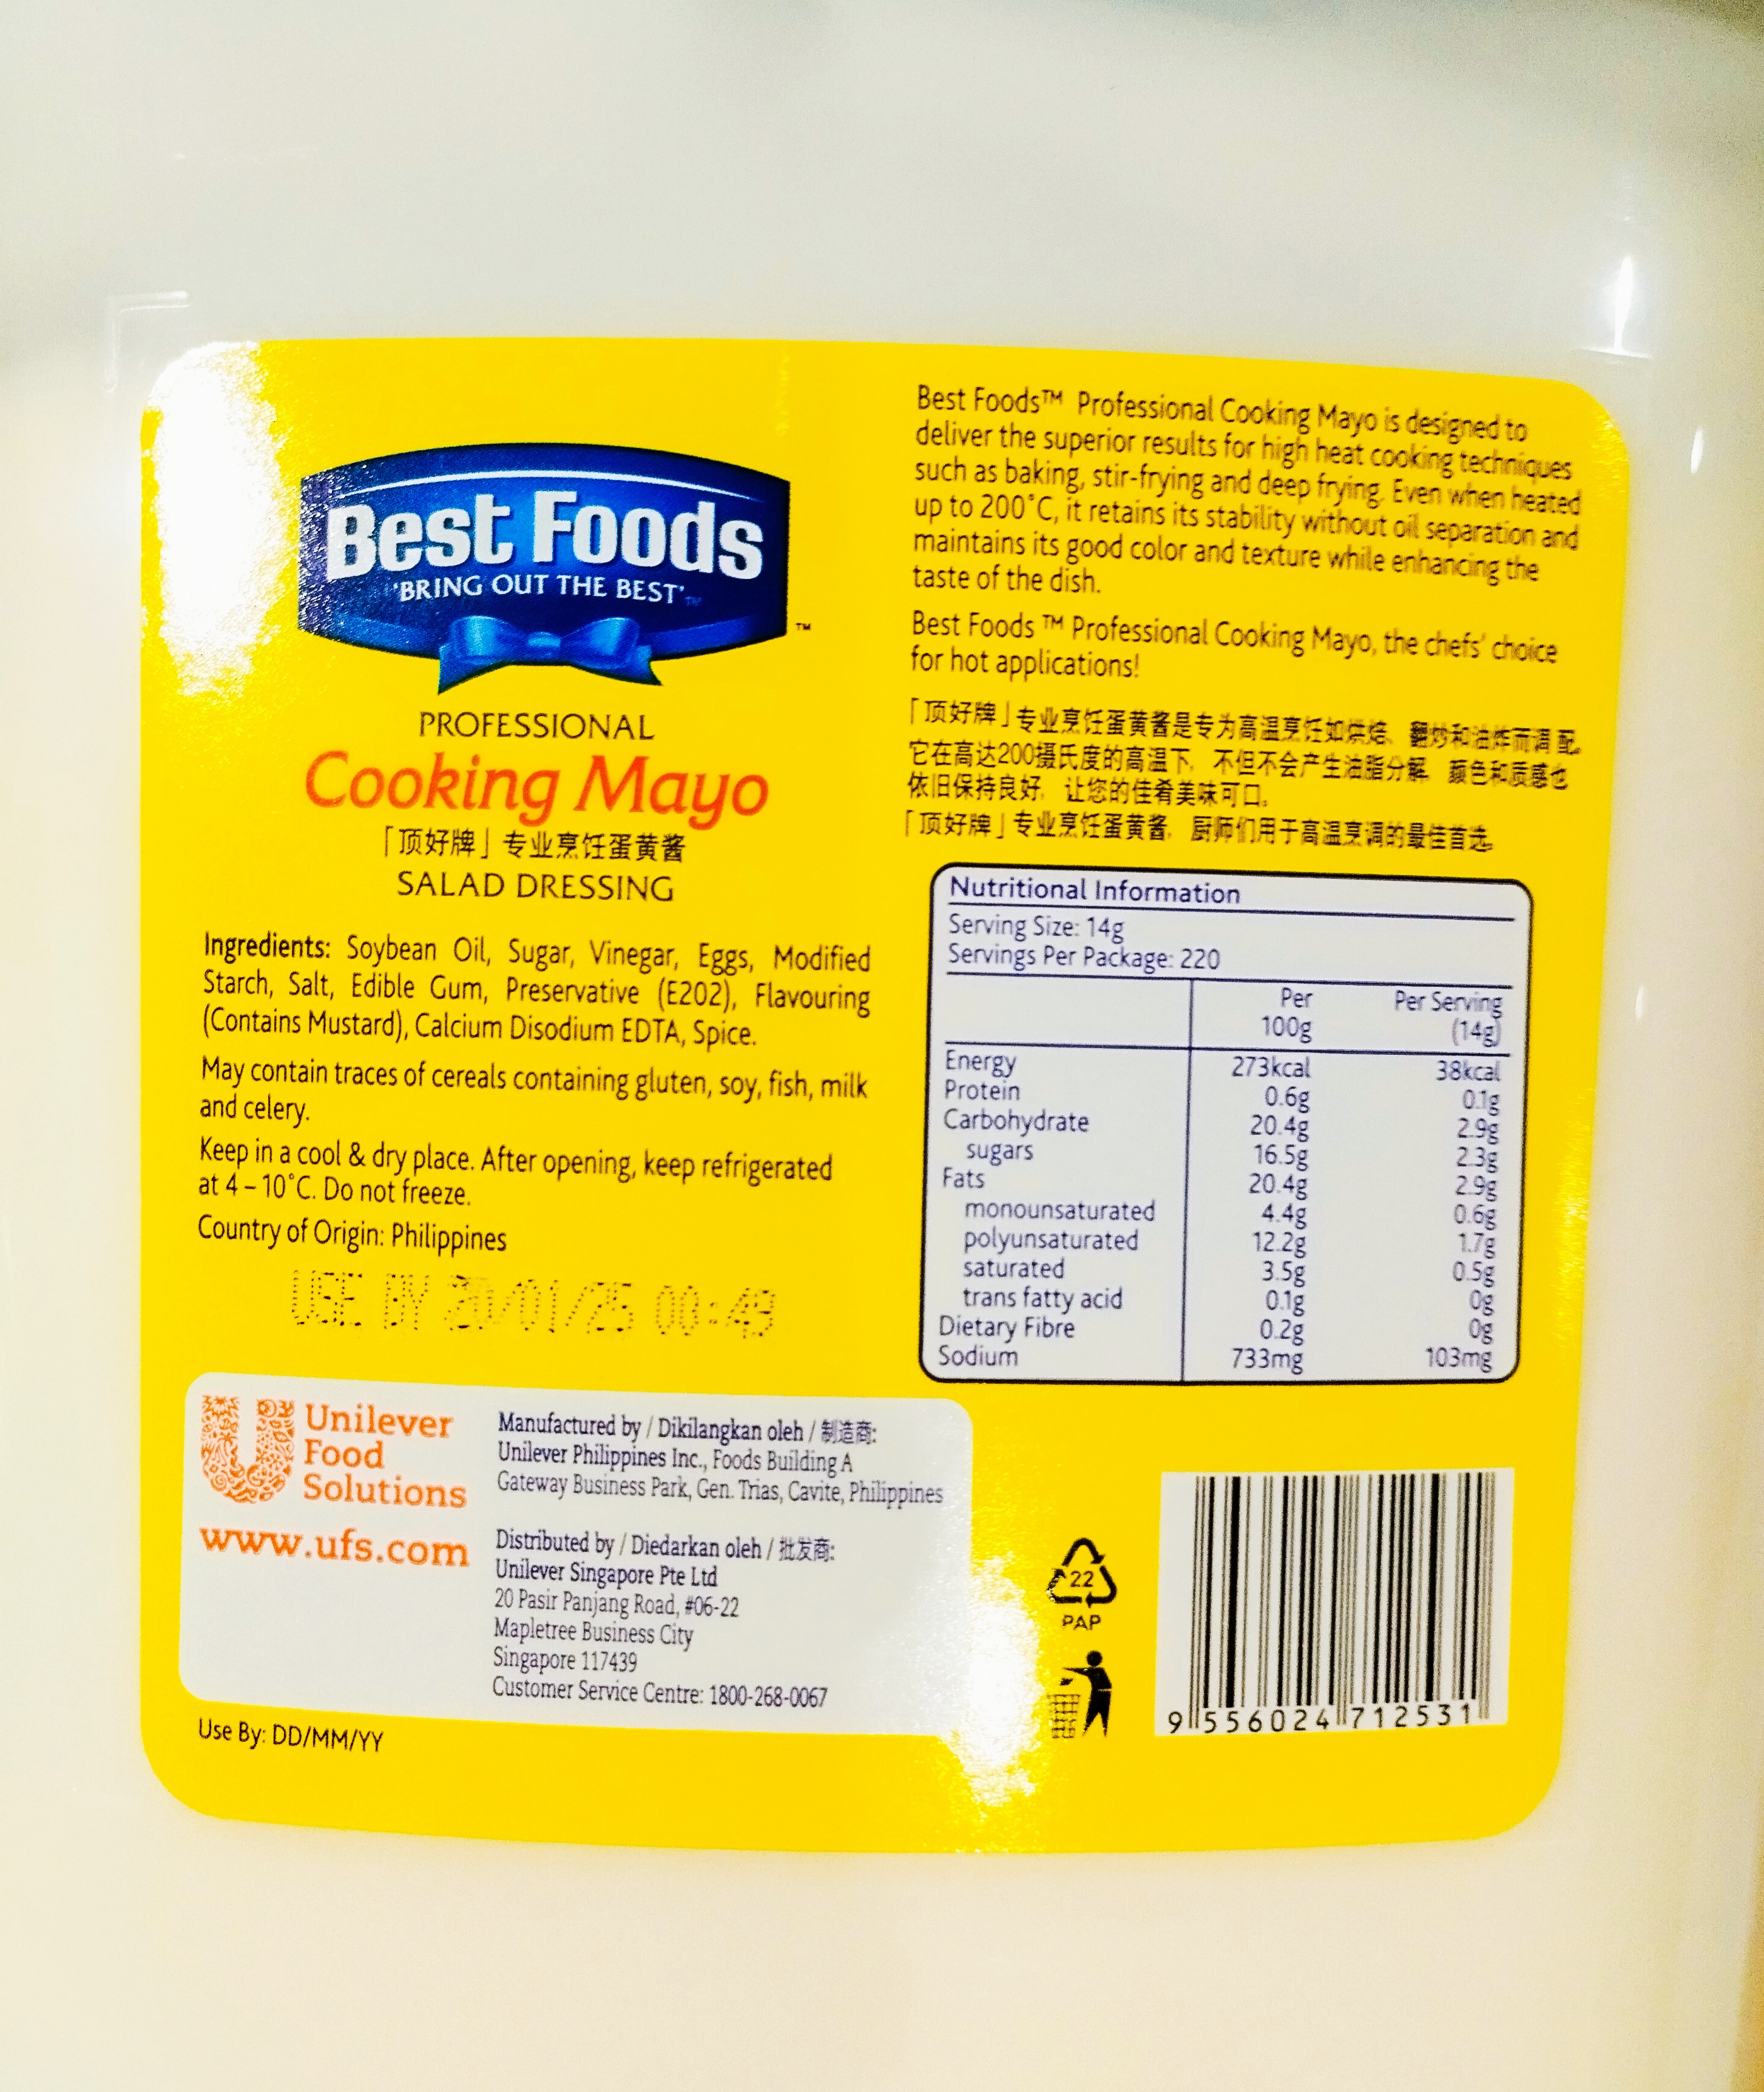 Best Foods
'BRING OUT THE BEST'™
™
PROFESSIONAL
Cooking Mayo
「顶好牌」专业烹饪蛋黄酱
SALAD DRESSING
Ingredients: Soybean Oil, Sugar, Vinegar, Eggs, Modified
Starch, Salt, Edible Gum, Preservative (E202), Flavouring
(Contains Mustard), Calcium Disodium EDTA, Spice.
May contain traces of cereals containing gluten, soy, fish, milk
and celery.
Keep in a cool & dry place. After opening, keep refrigerated
at 4 – 10˚C. Do not freeze.
Country of Origin: Philippines
USE BY 20/01/25 00:49
Best Foods™ Professional Cooking Mayo is designed to
deliver the superior results for high heat cooking techniques
such as baking, stir-frying and deep frying. Even when heated
up to 200˚C, it retains its stability without oil separation and
maintains its good color and texture while enhancing the
taste of the dish.
Best Foods ™ Professional Cooking Mayo, the chefs' choice
for hot applications!
「顶好牌」专业烹饪蛋黄酱是专为高温烹饪如烘焙、翻炒和油炸而调配.
它在高达200摄氏度的高温下, 不但不会产生油脂分解, 颜色和质感也
依旧保持良好, 让您的佳肴美味可口.
「顶好牌」专业烹饪蛋黄酱, 厨师们用于高温烹调的最佳首选.
Nutritional Information
Serving Size: 14g
Servings Per Package: 220
Per 100g Per Serving (14g)
Energy 273kcal 38kcal
Protein 0.6g 0.1g
Carbohydrate 20.4g 2.9g
sugars 16.5g 2.3g
Fats 20.4g 2.9g
monounsaturated 4.4g 0.6g
polyunsaturated 12.2g 1.7g
saturated 3.5g 0.5g
trans fatty acid 0.1g 0g
Dietary Fibre 0.2g 0g
Sodium 733mg 103mg
Unilever
Food
Solutions
www.ufs.com
Manufactured by / Dikilangkan oleh / 制造商:
Unilever Philippines Inc., Foods Building A
Gateway Business Park, Gen. Trias, Cavite, Philippines
Distributed by / Diedarkan oleh / 批发商:
Unilever Singapore Pte Ltd
20 Pasir Panjang Road, #06-22
Mapletree Business City
Singapore 117439
Customer Service Centre: 1800-268-0067
Use By: DD/MM/YY
22
PAP
9 556024 712531